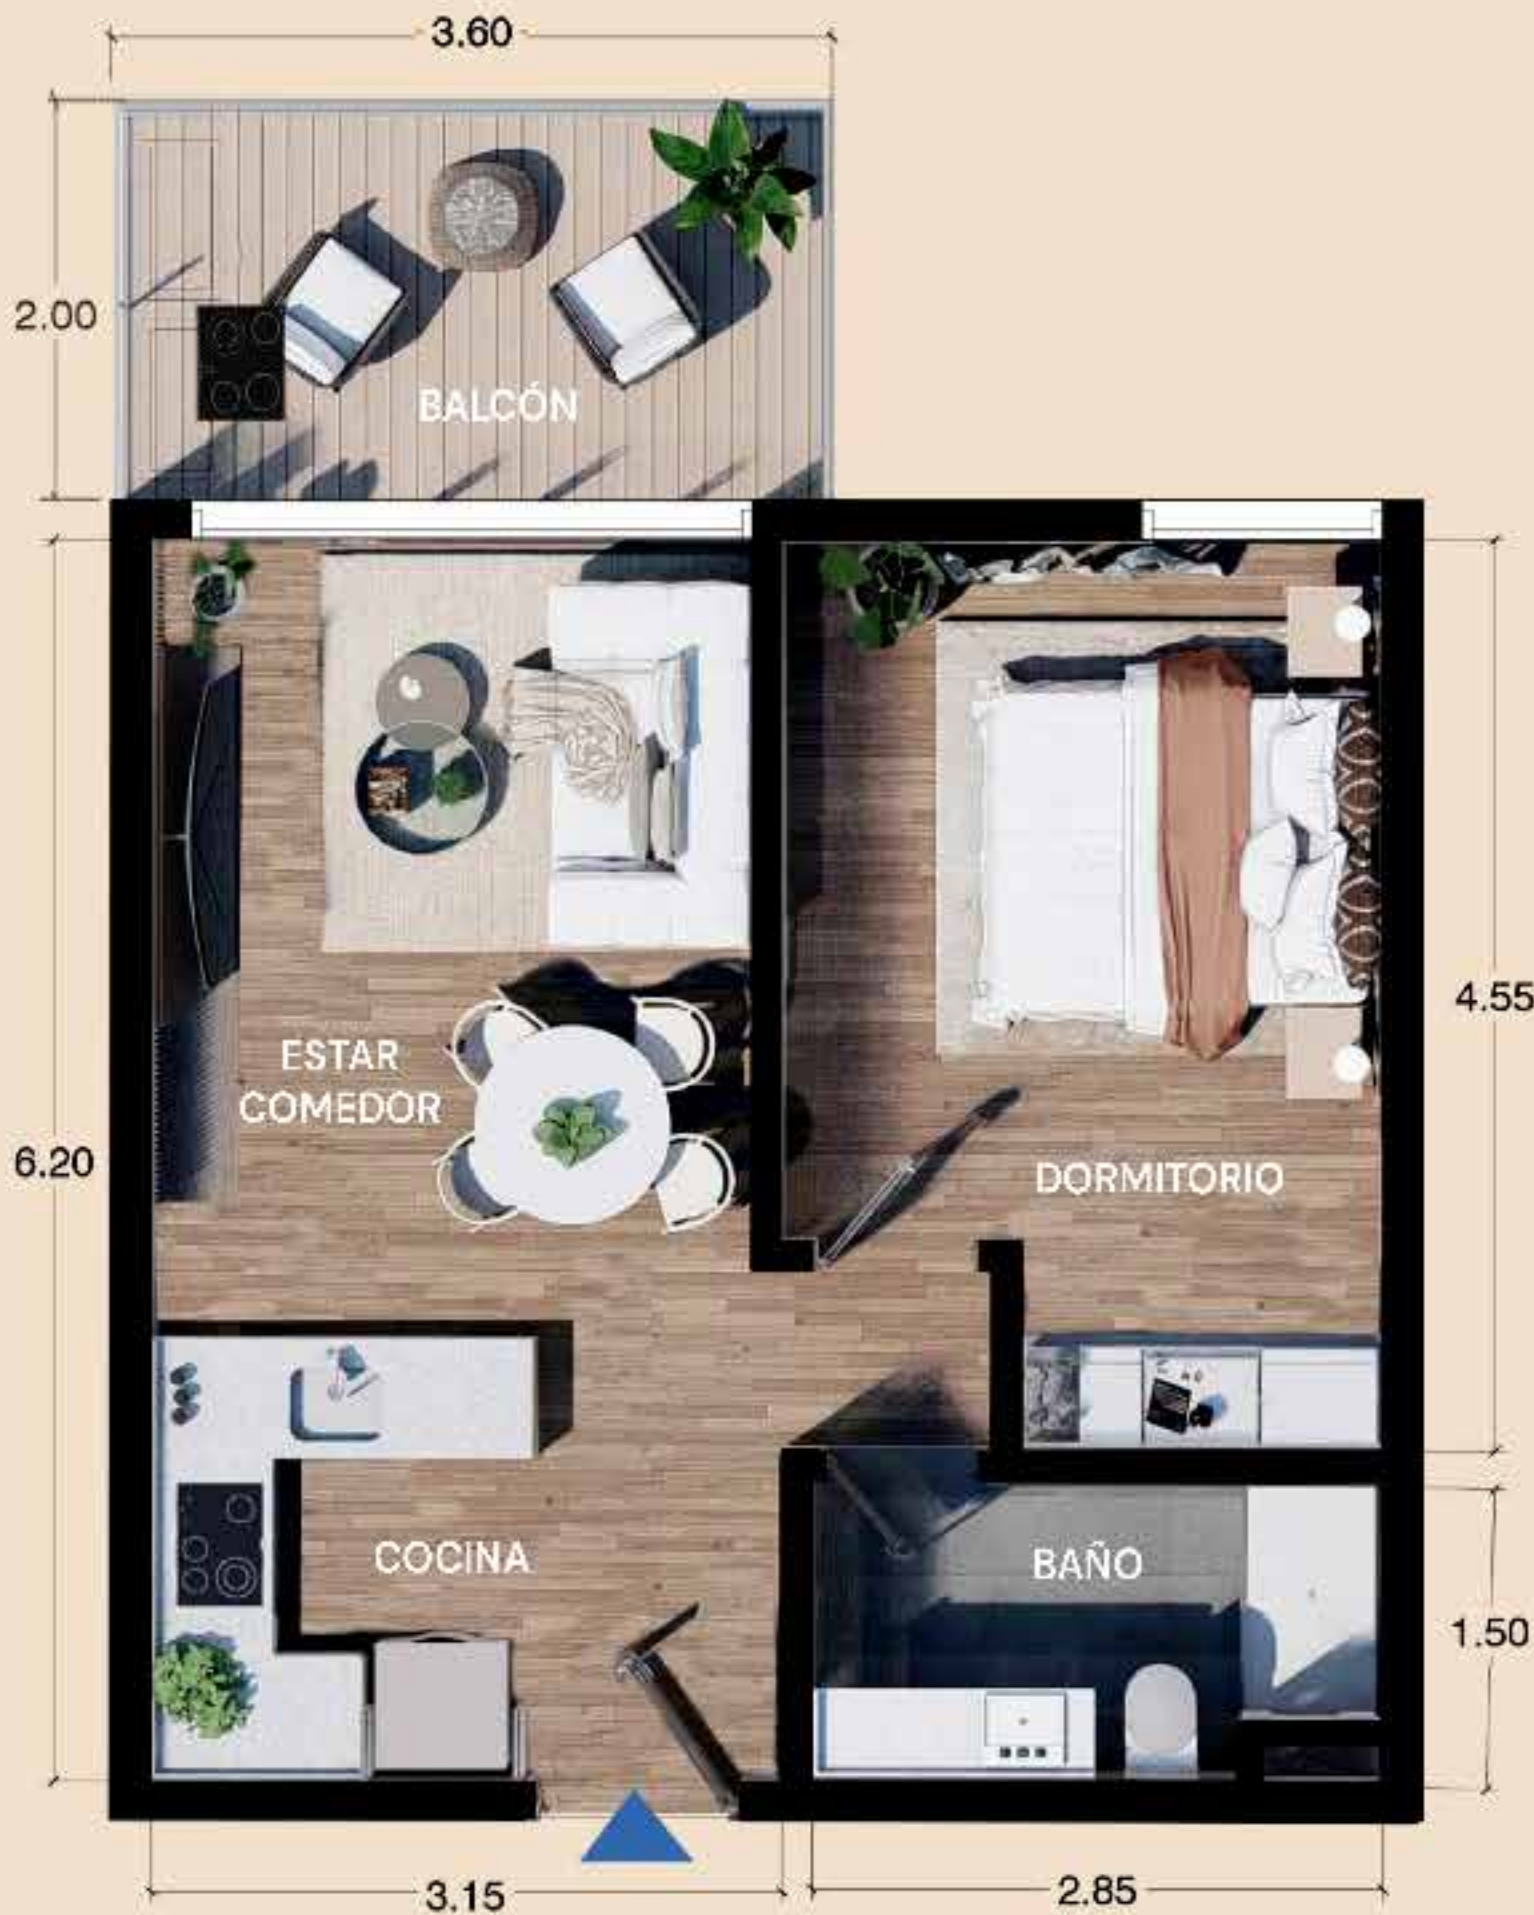 3.60
2.00
BALCÓN
ESTAR
COMEDOR
4.55
6.20
DORMITORIO
COCINA
BAÑO
1.50
3.15
2.85